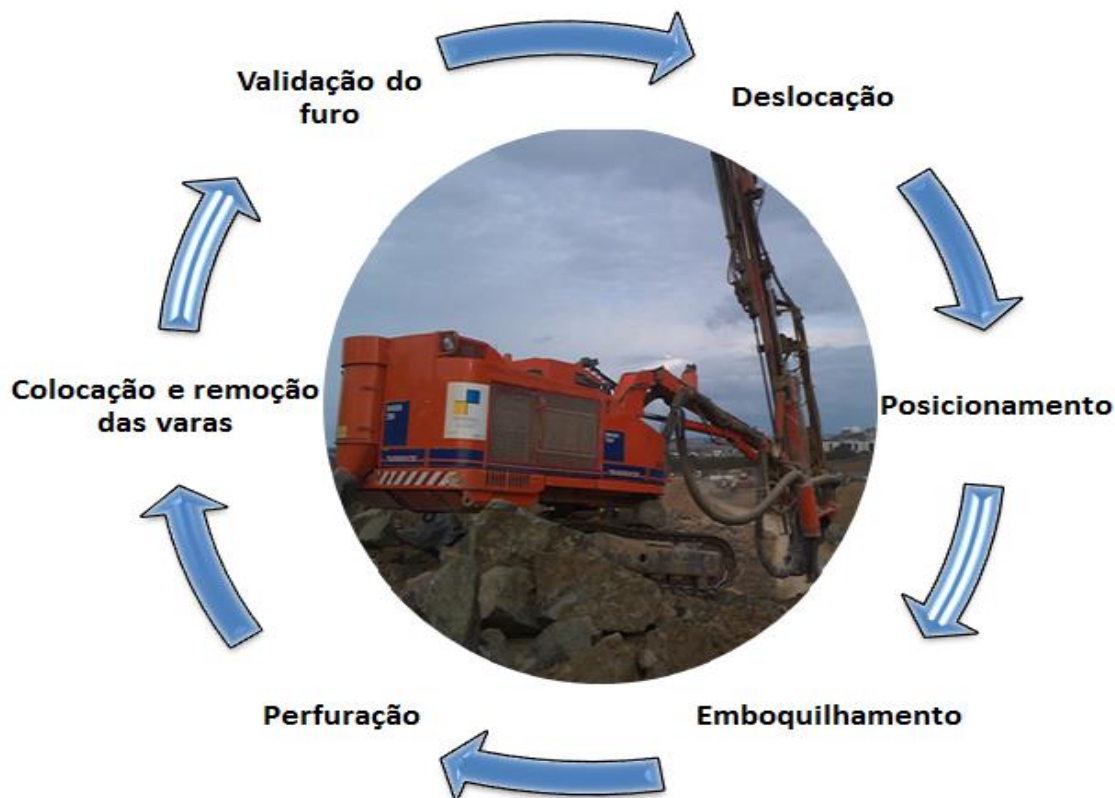 Validação do
furo
Deslocação
Colocação e remoção
das varas
Posicionamento
Perfuração
Emboquilhamento